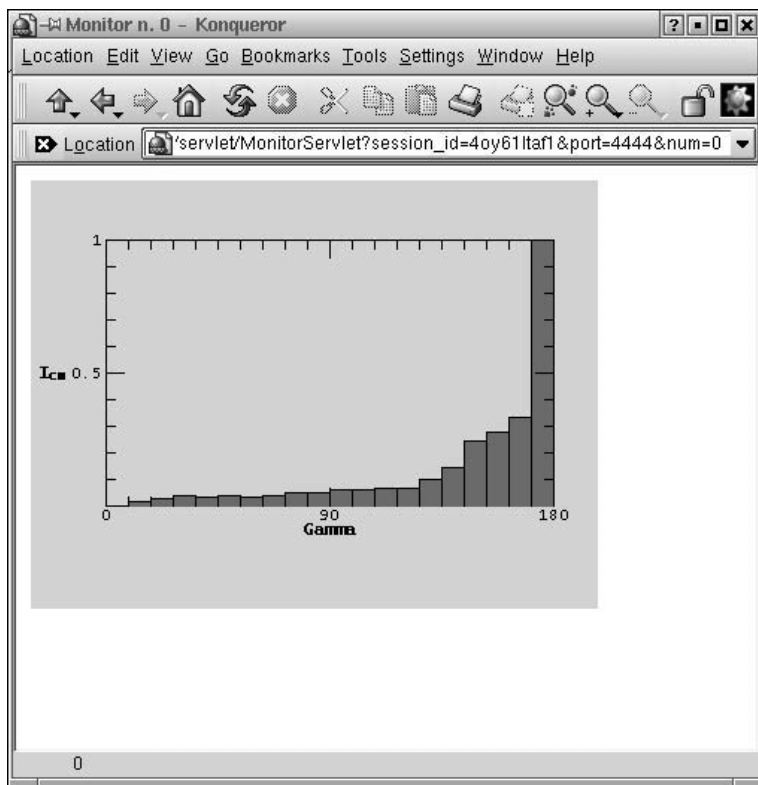 Monitor n. 0 - Konqueror
Location Edit View Go Bookmarks Tools Settings Window Help
Location /servlet/MonitorServlet?session_id=4oy61ltaf1&port=4444&num=0
1
Icm 0.5
0 90 180
Gamma
0